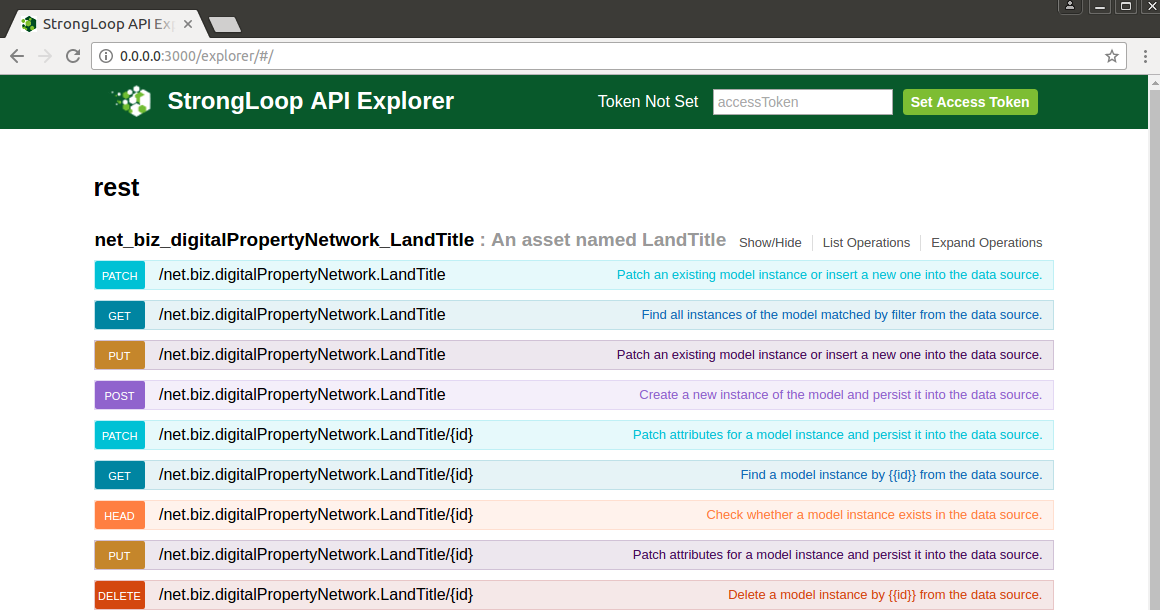 StrongLoop API Ex
0.0.0.0:3000/explorer/#/
StrongLoop API Explorer Token Not Set accessToken Set Access Token
rest
net_biz_digitalPropertyNetwork_LandTitle : An asset named LandTitle Show/Hide List Operations Expand Operations
PATCH /net.biz.digitalPropertyNetwork.LandTitle Patch an existing model instance or insert a new one into the data source.
GET /net.biz.digitalPropertyNetwork.LandTitle Find all instances of the model matched by filter from the data source.
PUT /net.biz.digitalPropertyNetwork.LandTitle Patch an existing model instance or insert a new one into the data source.
POST /net.biz.digitalPropertyNetwork.LandTitle Create a new instance of the model and persist it into the data source.
PATCH /net.biz.digitalPropertyNetwork.LandTitle/{id} Patch attributes for a model instance and persist it into the data source.
GET /net.biz.digitalPropertyNetwork.LandTitle/{id} Find a model instance by {{id}} from the data source.
HEAD /net.biz.digitalPropertyNetwork.LandTitle/{id} Check whether a model instance exists in the data source.
PUT /net.biz.digitalPropertyNetwork.LandTitle/{id} Patch attributes for a model instance and persist it into the data source.
DELETE /net.biz.digitalPropertyNetwork.LandTitle/{id} Delete a model instance by {{id}} from the data source.